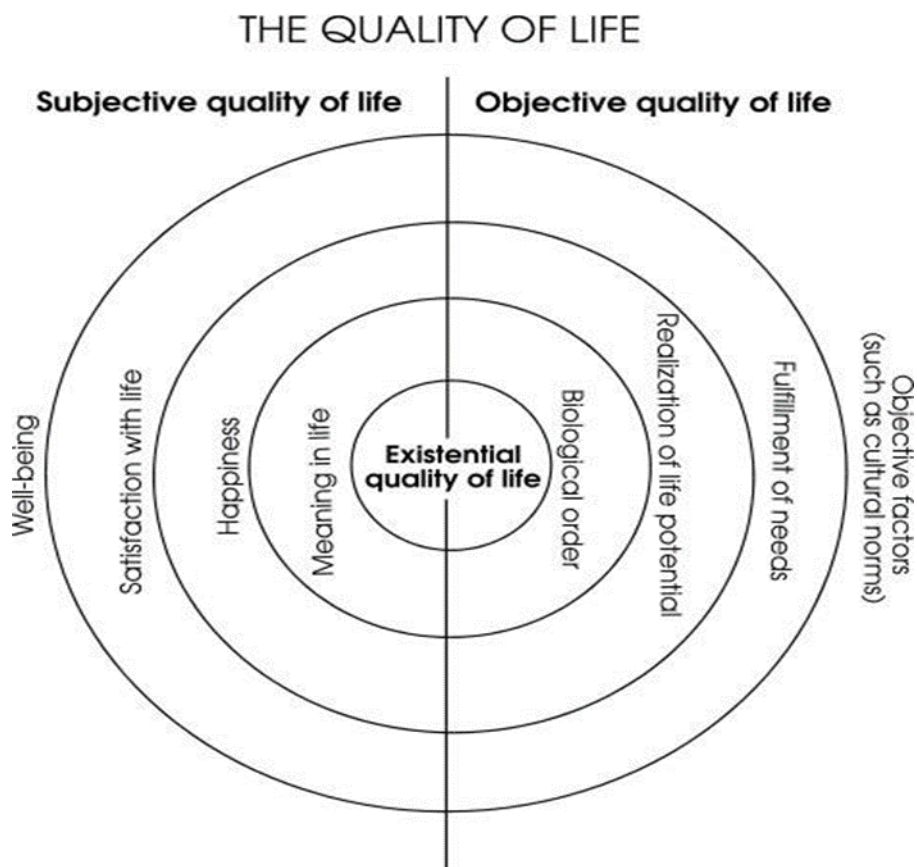 THE QUALITY OF LIFE
Subjective quality of life
Objective quality of life
Well-being
Satisfaction with life
Happiness
Meaning in life
Existential
quality of life
Biological order
Realization of life potential
Fulfillment of needs
Objective factors
(such as cultural norms)